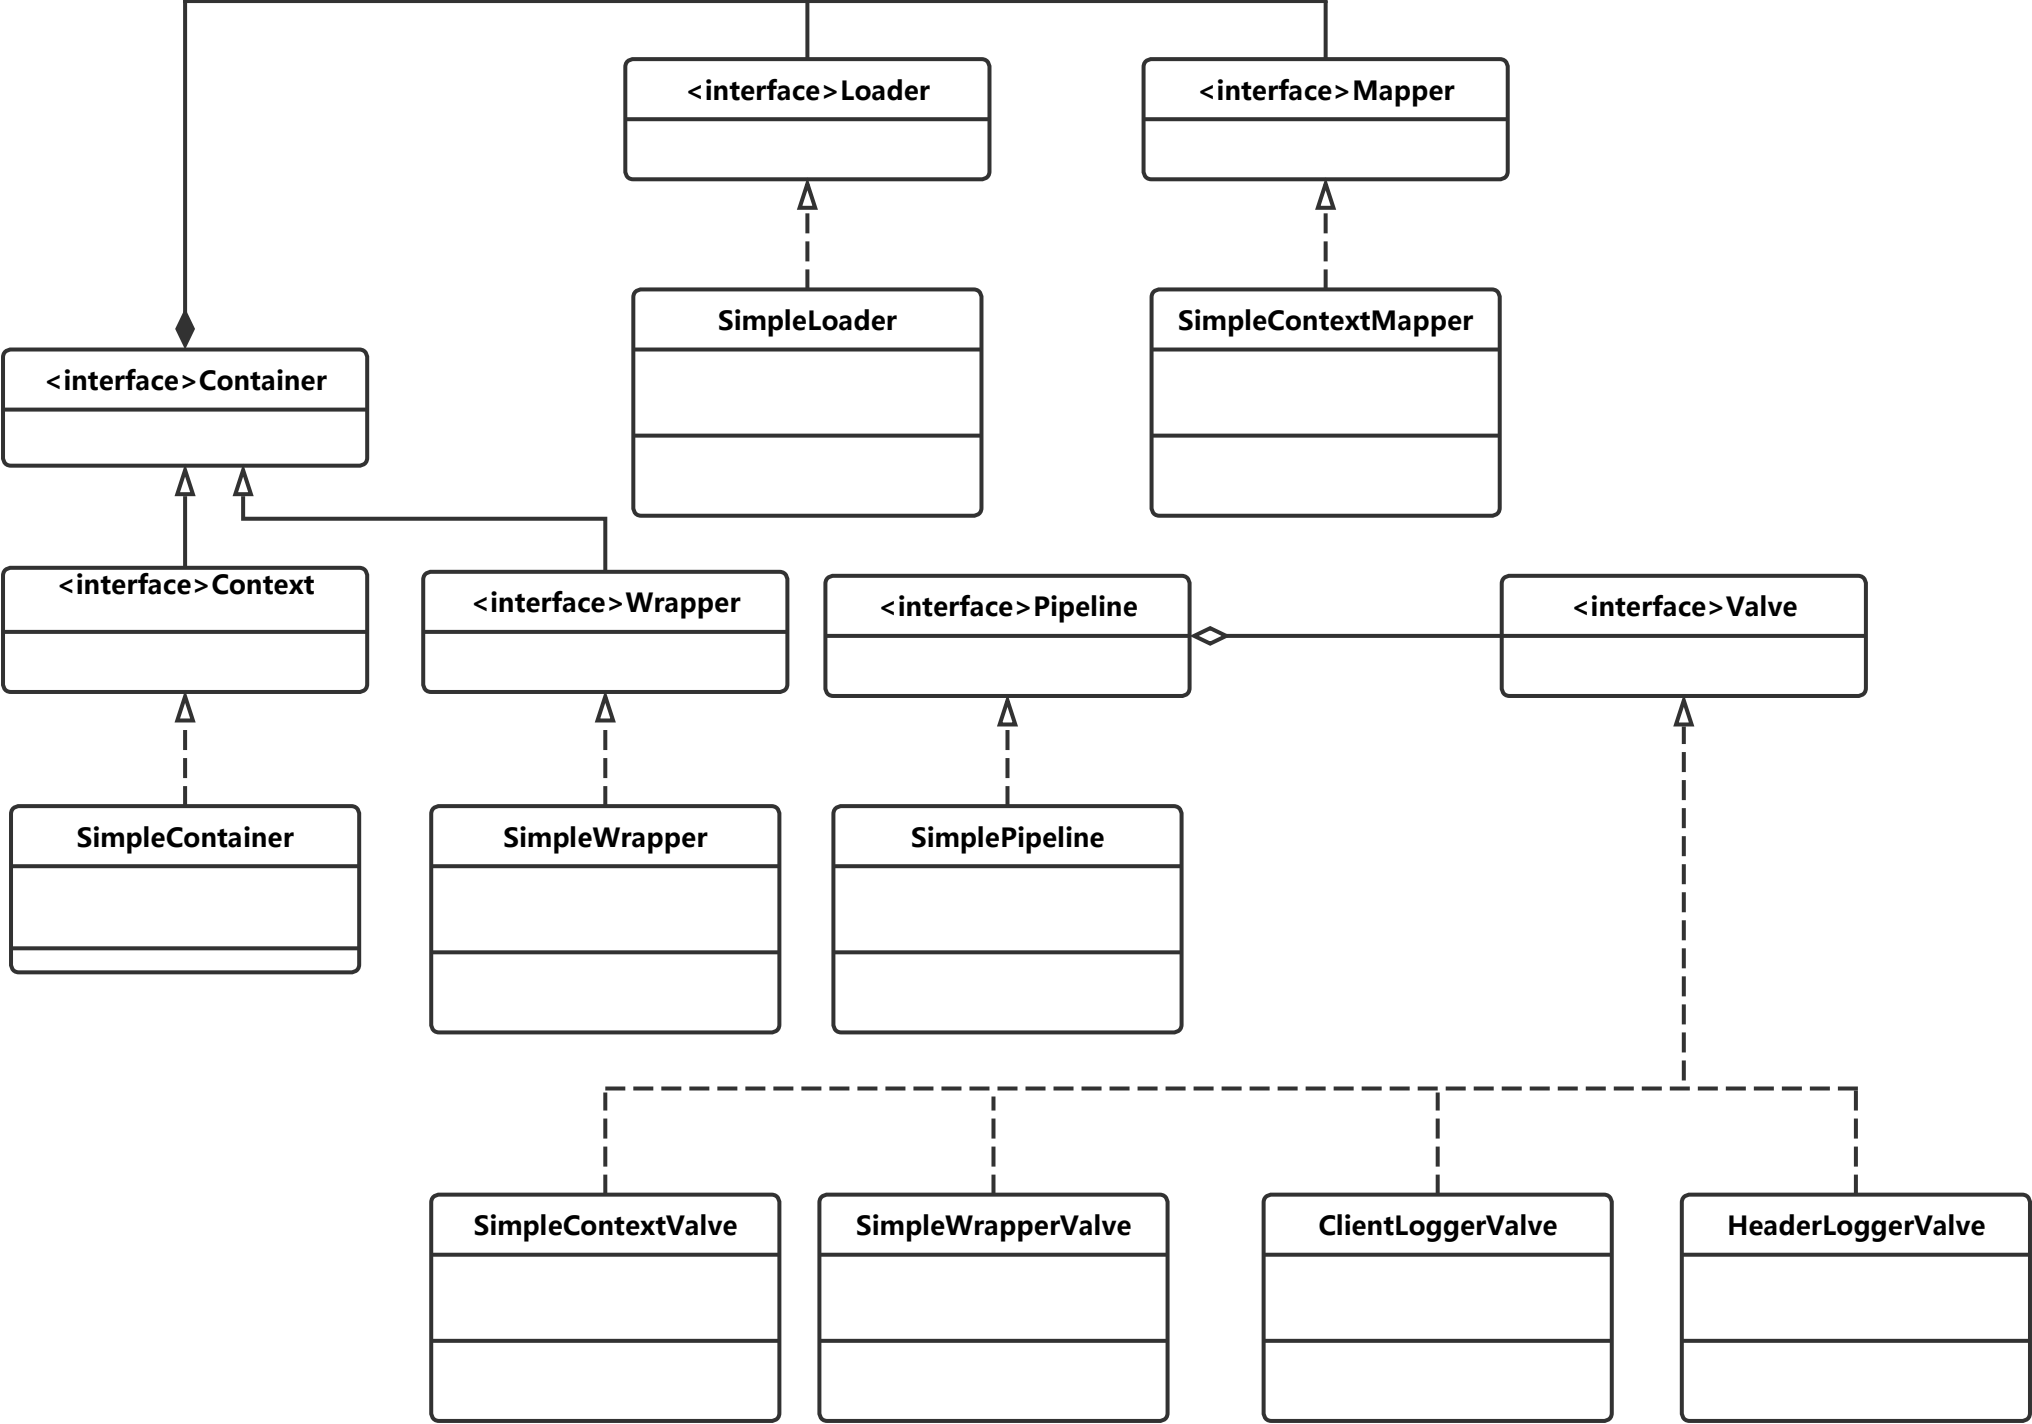 <interface>Loader
<interface>Mapper
SimpleLoader
SimpleContextMapper
<interface>Container
<interface>Context
<interface>Wrapper
<interface>Pipeline
<interface>Valve
SimpleContainer
SimpleWrapper
SimplePipeline
SimpleContextValve
SimpleWrapperValve
ClientLoggerValve
HeaderLoggerValve